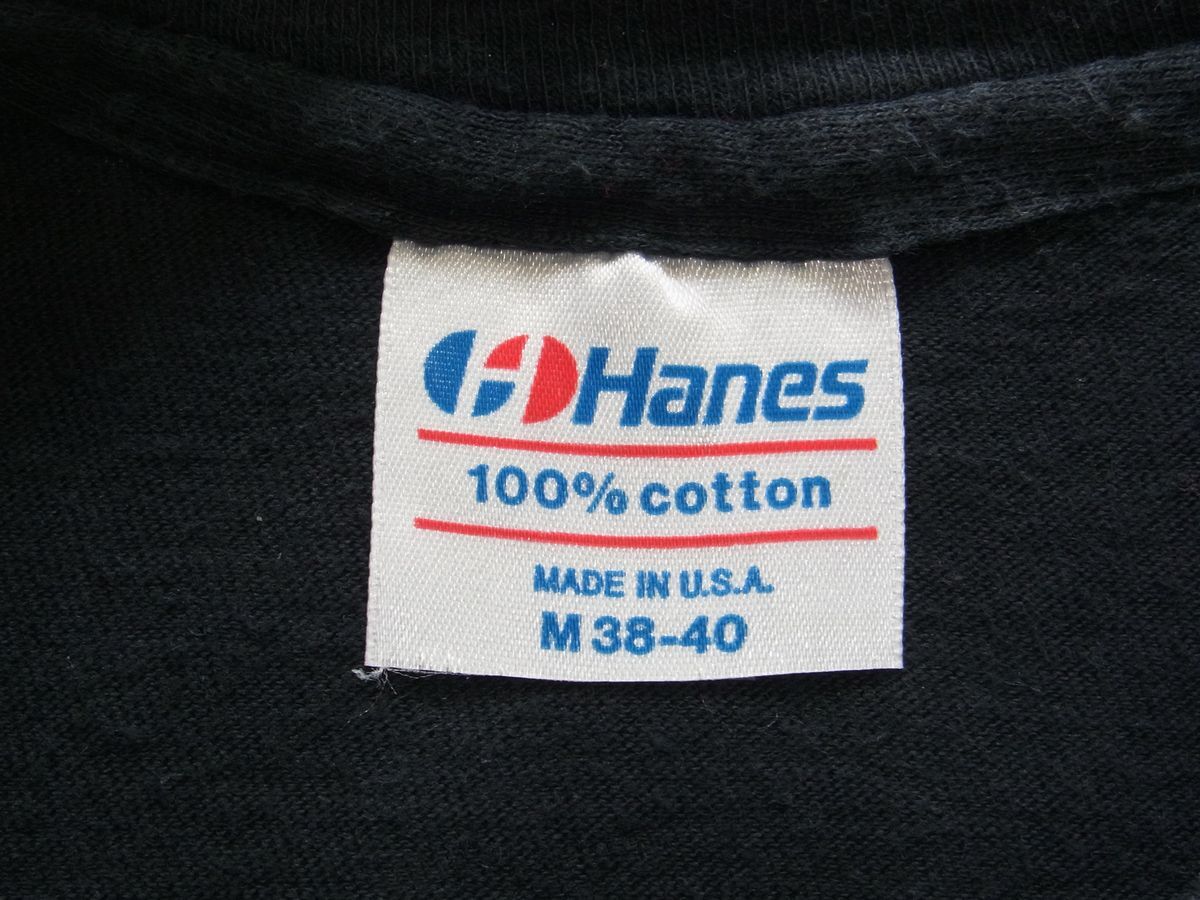 Hanes
100% cotton
MADE IN U.S.A.
M 38-40